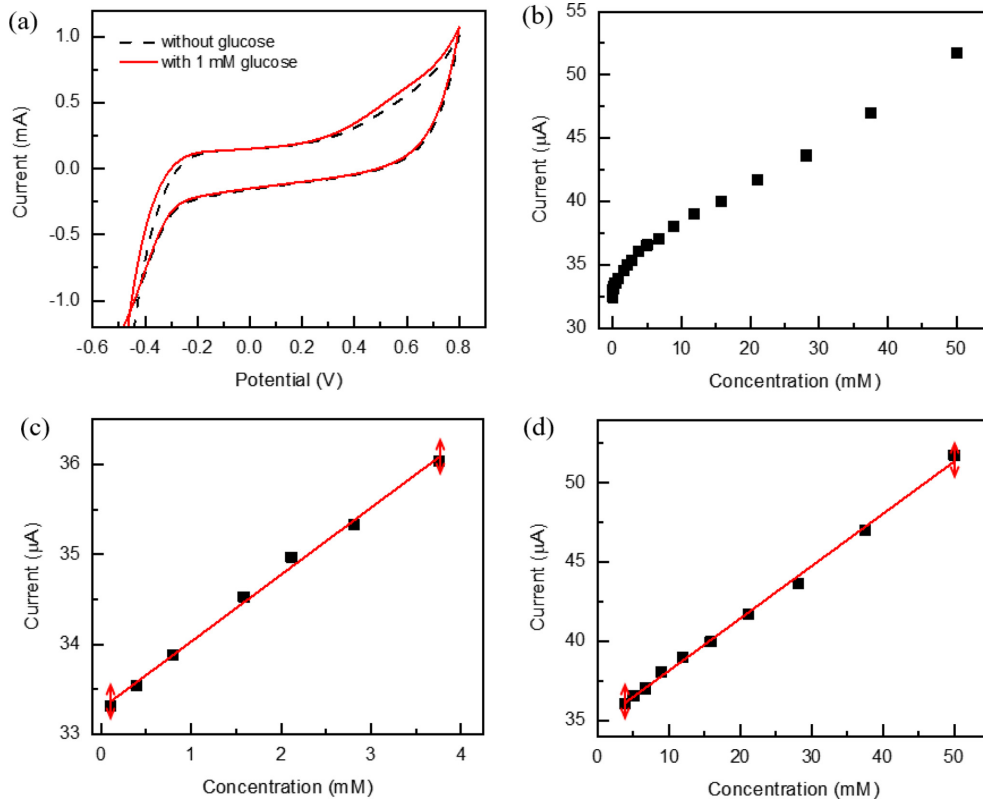 (a)
1.0
0.5
0.0
-0.5
-1.0
Current (mA)
without glucose
with 1 mM glucose
-0.6 -0.4 -0.2 0.0 0.2 0.4 0.6 0.8
Potential (V)
(b)
55
50
45
40
35
30
Current (μA)
0 10 20 30 40 50
Concentration (mM)
(c)
36
35
34
33
Current (μA)
0 1 2 3 4
Concentration (mM)
(d)
50
45
40
35
Current (μA)
0 10 20 30 40 50
Concentration (mM)